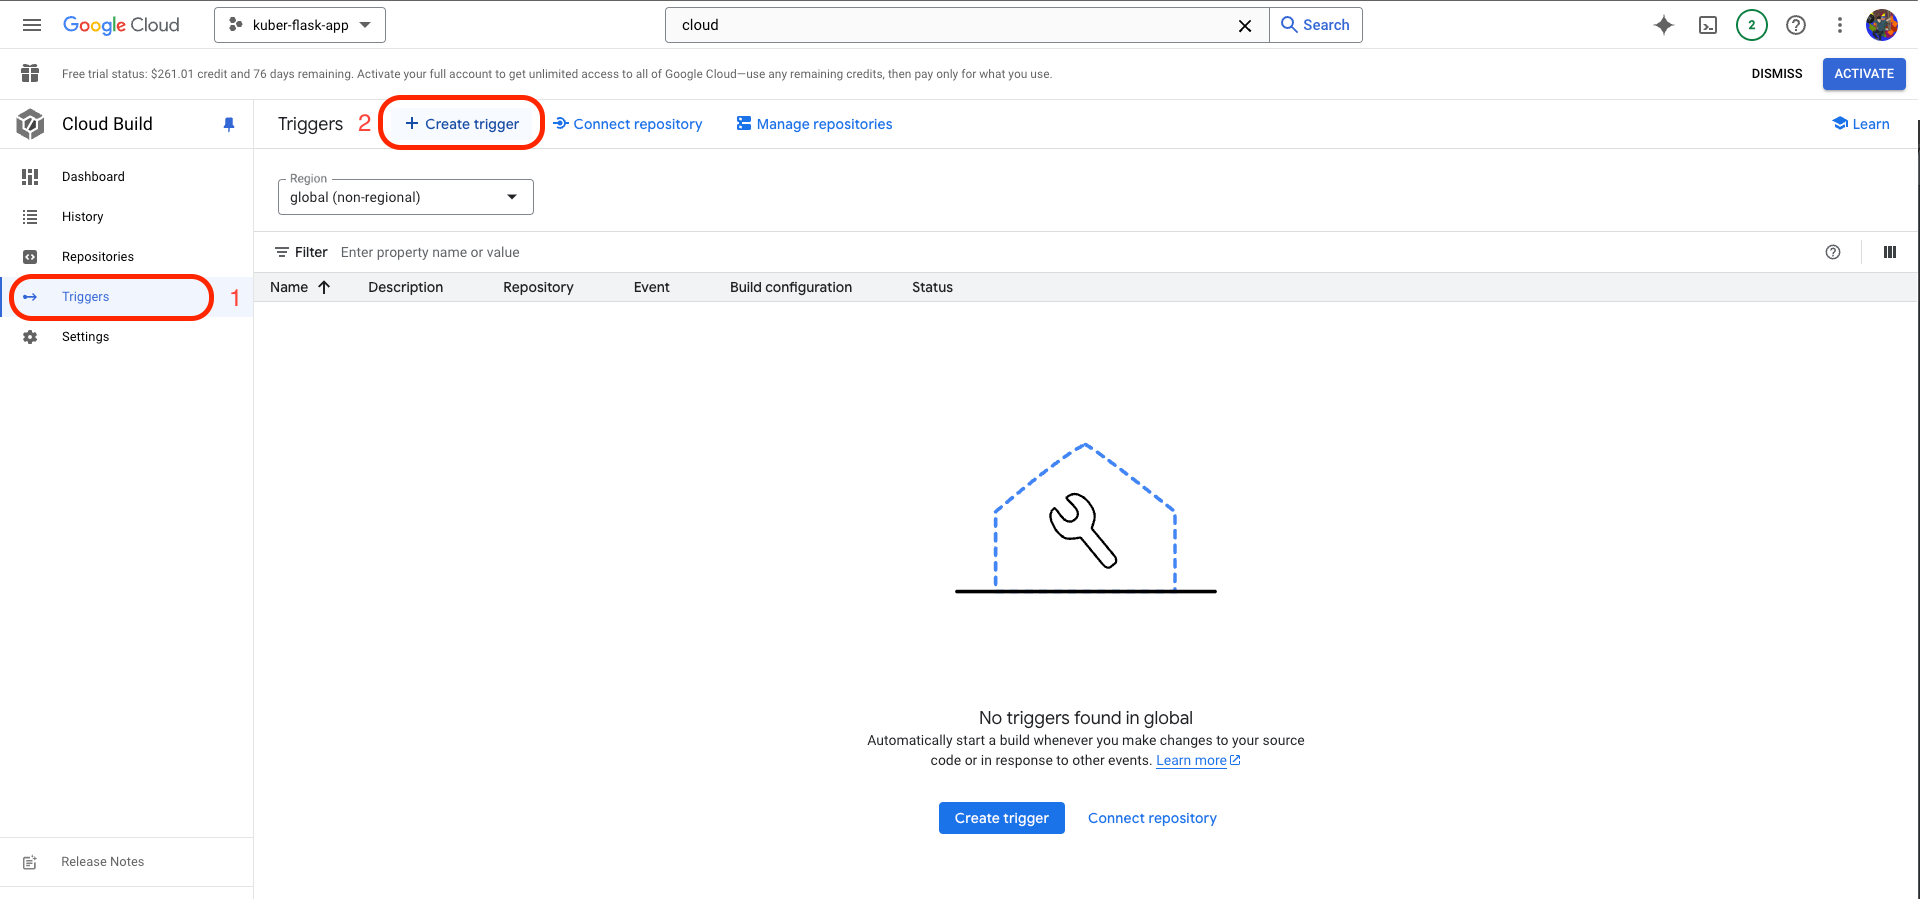 Google Cloud
kuber-flask-app
cloud
Search
2
Free trial status: $261.01 credit and 76 days remaining. Activate your full account to get unlimited access to all of Google Cloud—use any remaining credits, then pay only for what you use.
DISMISS
ACTIVATE
Cloud Build
Triggers
2
Create trigger
Connect repository
Manage repositories
Learn
Dashboard
History
Repositories
Triggers
1
Settings
Release Notes
Region
global (non-regional)
Filter Enter property name or value
Name Description Repository Event Build configuration Status
No triggers found in global
Automatically start a build whenever you make changes to your source
code or in response to other events. Learn more
Create trigger
Connect repository